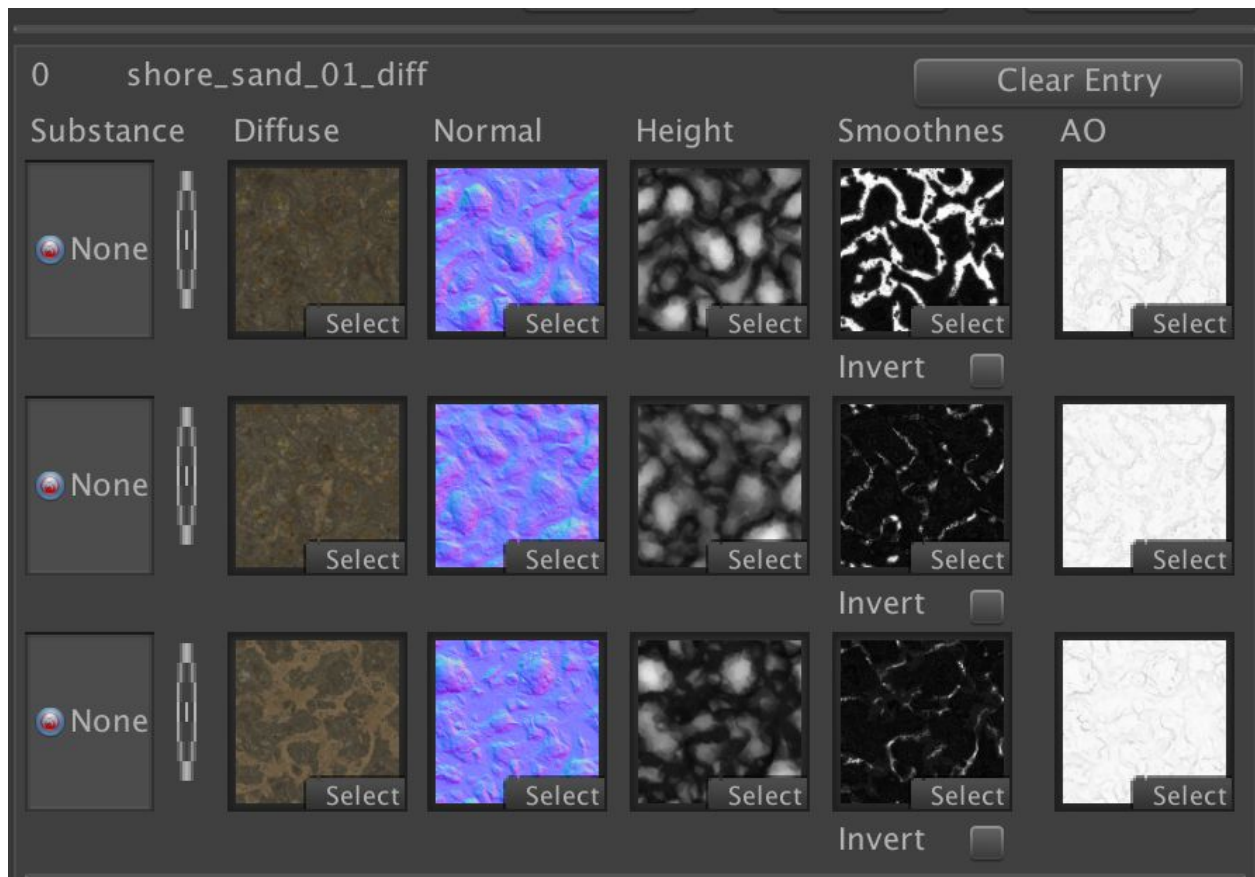 0 shore_sand_01_diff Clear Entry
Substance Diffuse Normal Height Smoothnes AO
None Select Select Select Select Select
Invert
None Select Select Select Select Select
Invert
None Select Select Select Select Select
Invert